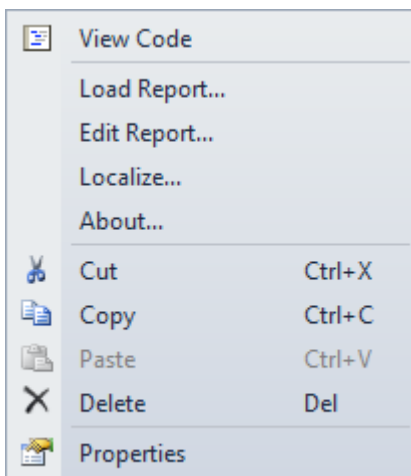 View Code
Load Report...
Edit Report...
Localize...
About...
Cut Ctrl+X
Copy Ctrl+C
Paste Ctrl+V
Delete Del
Properties